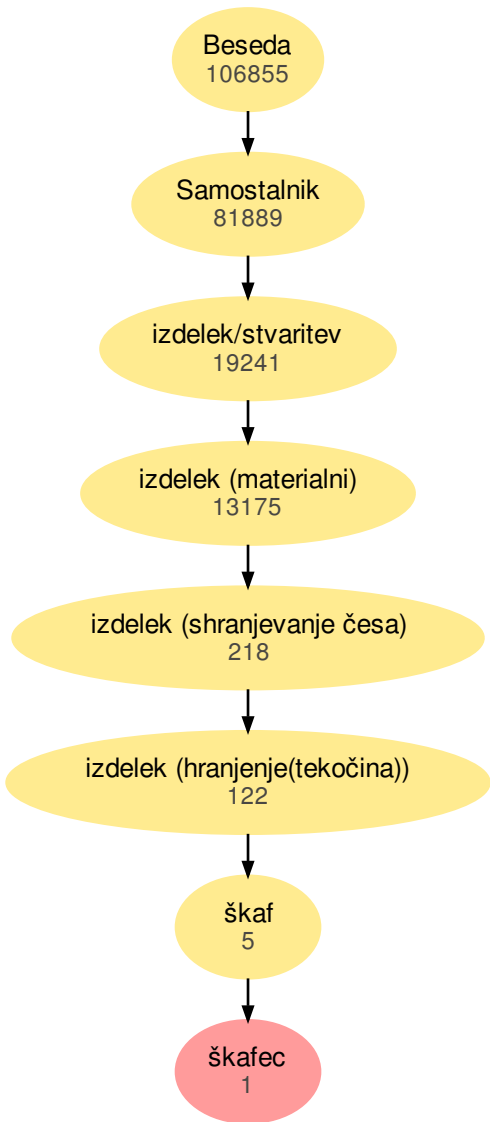 Beseda
106855
Samostalnik
81889
izdelek/stvaritev
19241
izdelek (materialni)
13175
izdelek (shranjevanje česa)
218
izdelek (hranjenje(tekočina))
122
škaf
5
škafec
1